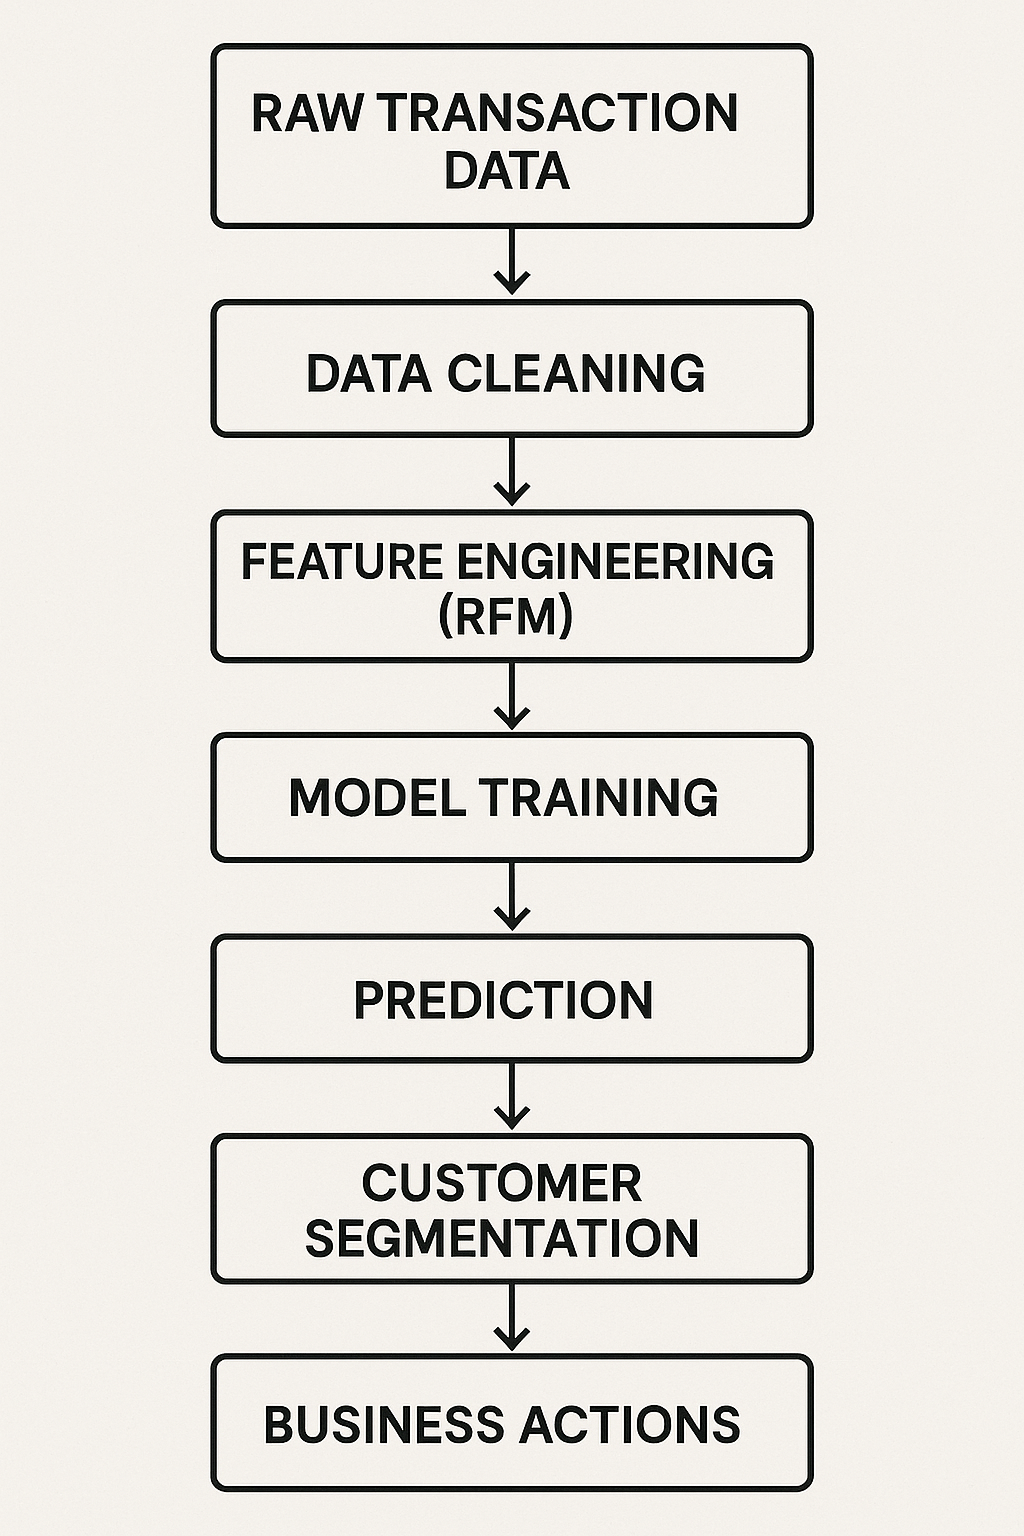 RAW TRANSACTION
DATA
DATA CLEANING
FEATURE ENGINEERING
(RFM)
MODEL TRAINING
PREDICTION
CUSTOMER
SEGMENTATION
BUSINESS ACTIONS